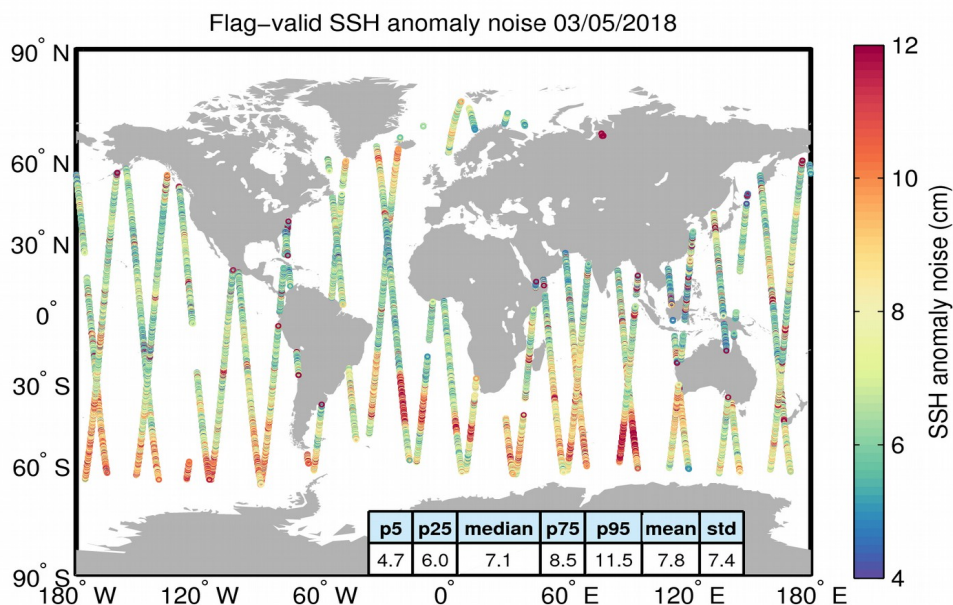 Flag−valid SSH anomaly noise 03/05/2018
90° N
60° N
30° N
0°
30° S
60° S
90° S
180° W
120° W
60° W
0°
60° E
120° E
180° E
p5 p25 median p75 p95 mean std
4.7 6.0 7.1 8.5 11.5 7.8 7.4
12
10
8
6
4
SSH anomaly noise (cm)